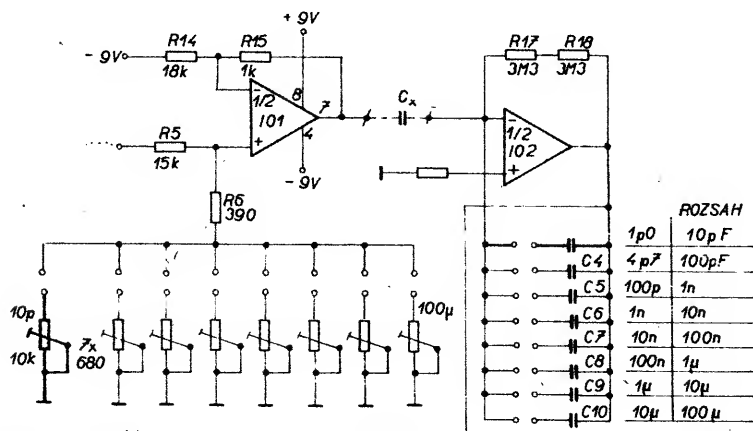 + 9V
- 9V
R14
18k
R15
1k
8
7
1/2
IO1
4
- 9V
R5
15k
R6
390
Cx
R17
3M3
R18
3M3
1/2
IO2
10p
10k
7x
680
100µ
ROZSAH
1p0 10pF
C4 4p7 100pF
C5 100p 1n
C6 1n 10n
C7 10n 100n
C8 100n 1µ
C9 1µ 10µ
C10 10µ 100µ